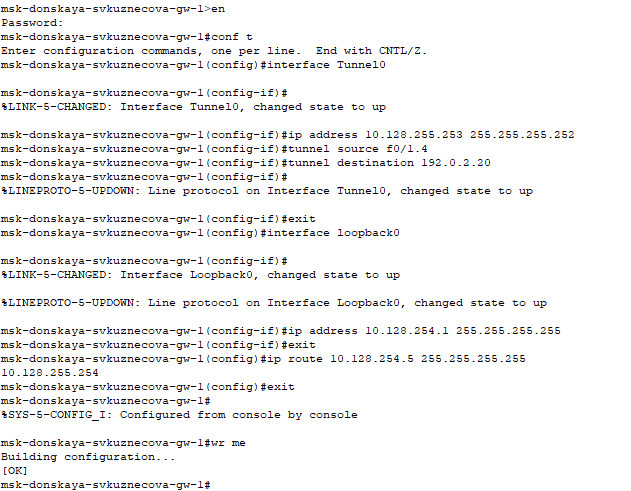 msk-donskaya-svkuznecova-gw-1>en
Password:
msk-donskaya-svkuznecova-gw-1#conf t
Enter configuration commands, one per line.  End with CNTL/Z.
msk-donskaya-svkuznecova-gw-1(config)#interface Tunnel0
msk-donskaya-svkuznecova-gw-1(config-if)#
%LINK-5-CHANGED: Interface Tunnel0, changed state to up
msk-donskaya-svkuznecova-gw-1(config-if)#ip address 10.128.255.253 255.255.255.252
msk-donskaya-svkuznecova-gw-1(config-if)#tunnel source f0/1.4
msk-donskaya-svkuznecova-gw-1(config-if)#tunnel destination 192.0.2.20
msk-donskaya-svkuznecova-gw-1(config-if)#
%LINEPROTO-5-UPDOWN: Line protocol on Interface Tunnel0, changed state to up
msk-donskaya-svkuznecova-gw-1(config-if)#exit
msk-donskaya-svkuznecova-gw-1(config)#interface loopback0
msk-donskaya-svkuznecova-gw-1(config-if)#
%LINK-5-CHANGED: Interface Loopback0, changed state to up
%LINEPROTO-5-UPDOWN: Line protocol on Interface Loopback0, changed state to up
msk-donskaya-svkuznecova-gw-1(config-if)#ip address 10.128.254.1 255.255.255.255
msk-donskaya-svkuznecova-gw-1(config-if)#exit
msk-donskaya-svkuznecova-gw-1(config)#ip route 10.128.254.5 255.255.255.255
10.128.255.254
msk-donskaya-svkuznecova-gw-1(config)#exit
msk-donskaya-svkuznecova-gw-1#
%SYS-5-CONFIG_I: Configured from console by console
msk-donskaya-svkuznecova-gw-1#wr me
Building configuration...
[OK]
msk-donskaya-svkuznecova-gw-1#